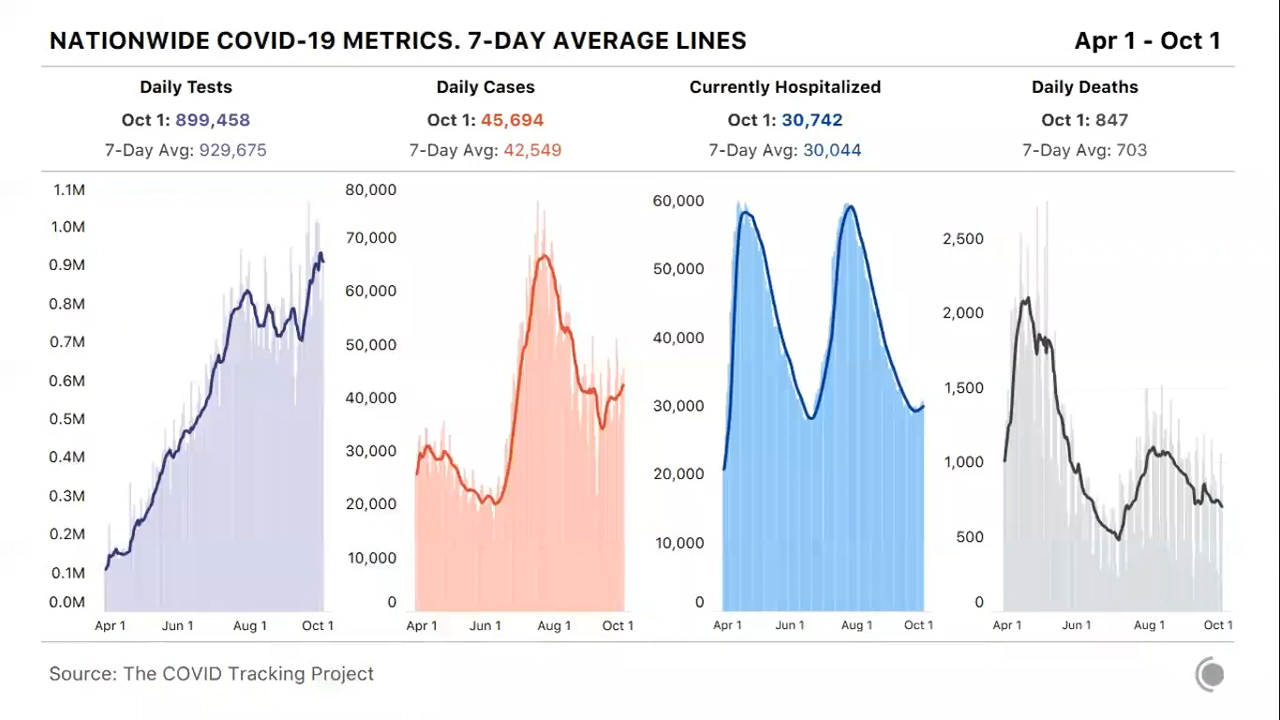 NATIONWIDE COVID-19 METRICS. 7-DAY AVERAGE LINES
Apr 1 - Oct 1
Daily Tests
Oct 1: 899,458
7-Day Avg: 929,675
Daily Cases
Oct 1: 45,694
7-Day Avg: 42,549
Currently Hospitalized
Oct 1: 30,742
7-Day Avg: 30,044
Daily Deaths
Oct 1: 847
7-Day Avg: 703
1.1M
1.0M
0.9M
0.8M
0.7M
0.6M
0.5M
0.4M
0.3M
0.2M
0.1M
0.0M
Apr 1 Jun 1 Aug 1 Oct 1
80,000
70,000
60,000
50,000
40,000
30,000
20,000
10,000
0
Apr 1 Jun 1 Aug 1 Oct 1
60,000
50,000
40,000
30,000
20,000
10,000
0
Apr 1 Jun 1 Aug 1 Oct 1
2,500
2,000
1,500
1,000
500
0
Apr 1 Jun 1 Aug 1 Oct 1
Source: The COVID Tracking Project